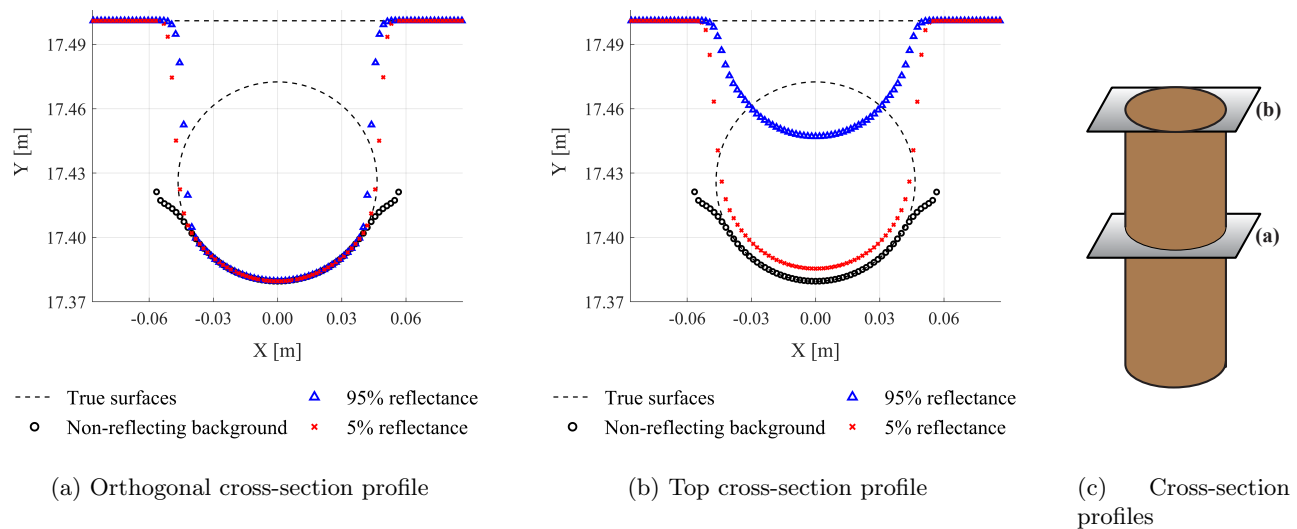 17.49
17.46
17.43
17.40
17.37
Y [m]
-0.06 -0.03 0.00 0.03 0.06
X [m]
True surfaces
95% reflectance
Non-reflecting background
5% reflectance
(a) Orthogonal cross-section profile
17.49
17.46
17.43
17.40
17.37
Y [m]
-0.06 -0.03 0.00 0.03 0.06
X [m]
True surfaces
95% reflectance
Non-reflecting background
5% reflectance
(b) Top cross-section profile
(b)
(a)
(c) Cross-section
profiles